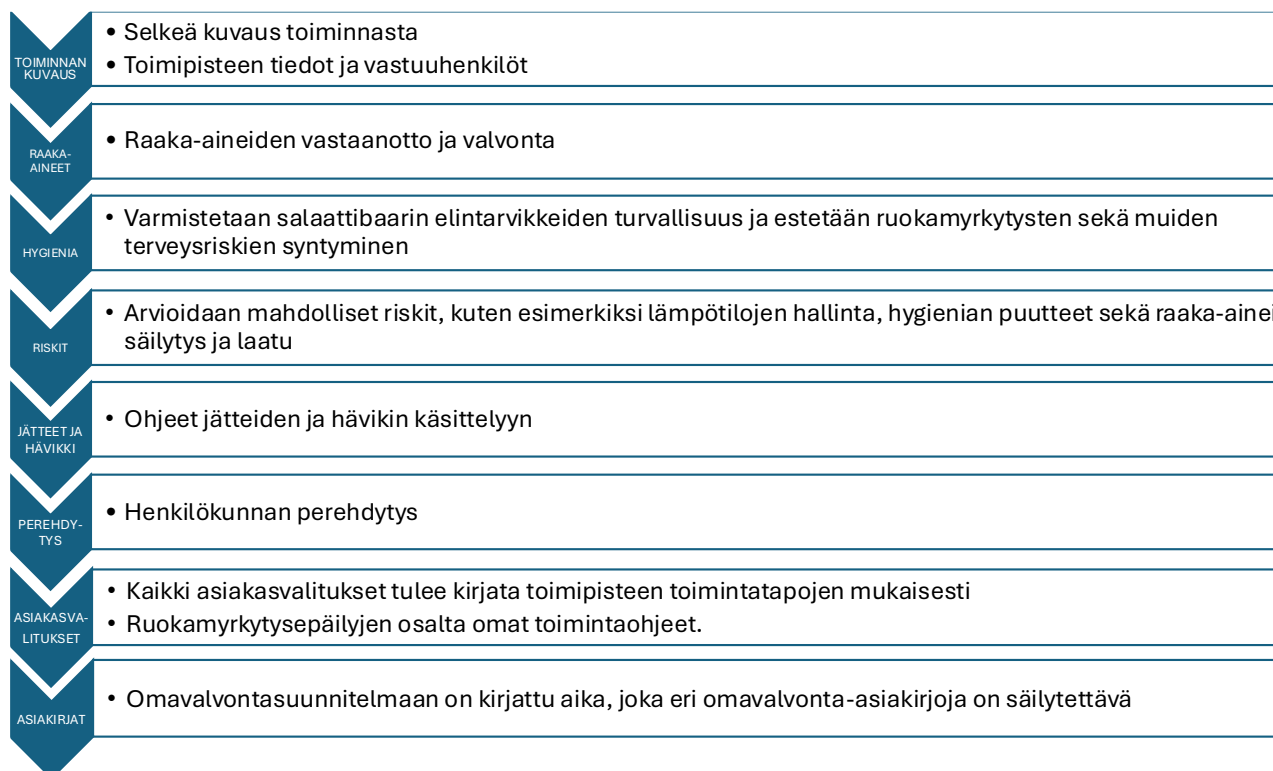 TOIMINNAN
KUVAUS
• Selkeä kuvaus toiminnasta
• Toimipisteen tiedot ja vastuuhenkilöt
RAAKA-
AINEET
• Raaka-aineiden vastaanotto ja valvonta
HYGIENIA
• Varmistetaan salaattibaarin elintarvikkeiden turvallisuus ja estetään ruokamyrkytysten sekä muiden
terveysriskien syntyminen
RISKIT
• Arvioidaan mahdolliset riskit, kuten esimerkiksi lämpötilojen hallinta, hygienian puutteet sekä
säilytys ja laatu
JÄTTEET JA
HÄVIKKI
• Ohjeet jätteiden ja hävikin käsittelyyn
PEREHDY-
TYS
• Henkilökunnan perehdytys
ASIAKASVA-
LITUKSET
• Kaikki asiakasvalitukset tulee kirjata toimipisteen toimintatapojen mukaisesti
• Ruokamyrkytysepäilyjen osalta omat toimintaohjeet.
ASIAKIRJAT
• Omavalvontasuunnitelmaan on kirjattu aika, joka eri omavalvonta-asiakirjoja on säilytettävä